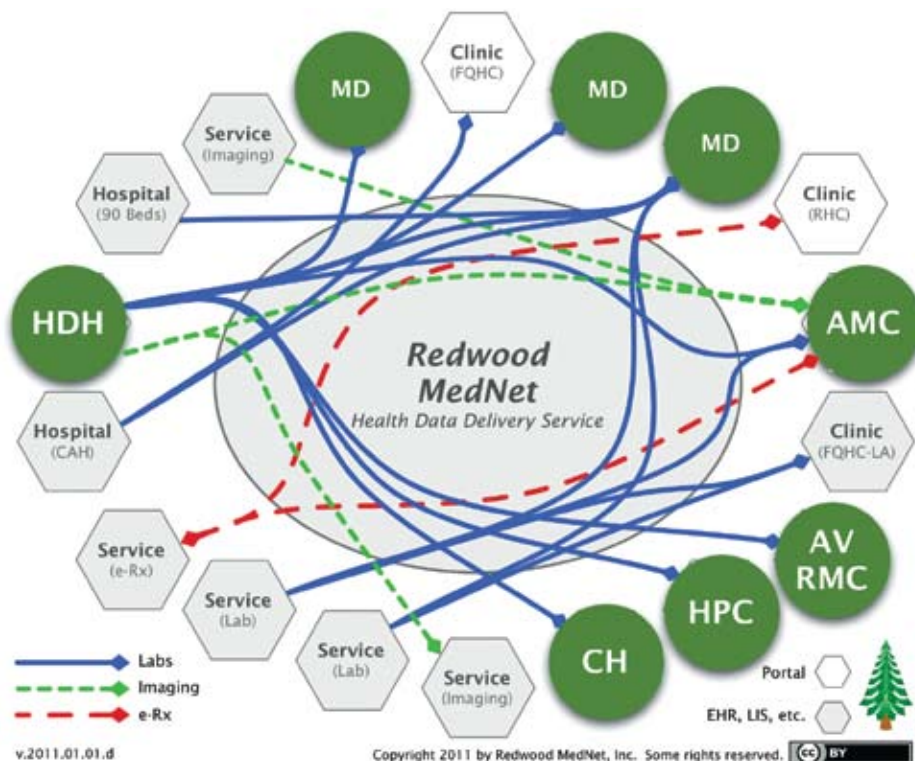 MD
Clinic
(FQHC)
MD
MD
Service
(Imaging)
Hospital
(90 Beds)
Clinic
(RHC)
HDH
AMC
Redwood
MedNet
Health Data Delivery Service
Hospital
(CAH)
Clinic
(FQHC-LA)
Service
(e-Rx)
AV
RMC
Service
(Lab)
HPC
Service
(Lab)
CH
Service
(Imaging)
Labs
Imaging
e-Rx
Portal
EHR, LIS, etc.
v.2011.01.01.d
Copyright 2011 by Redwood MedNet, Inc. Some rights reserved.
cc BY